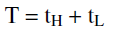 T = tH + tL